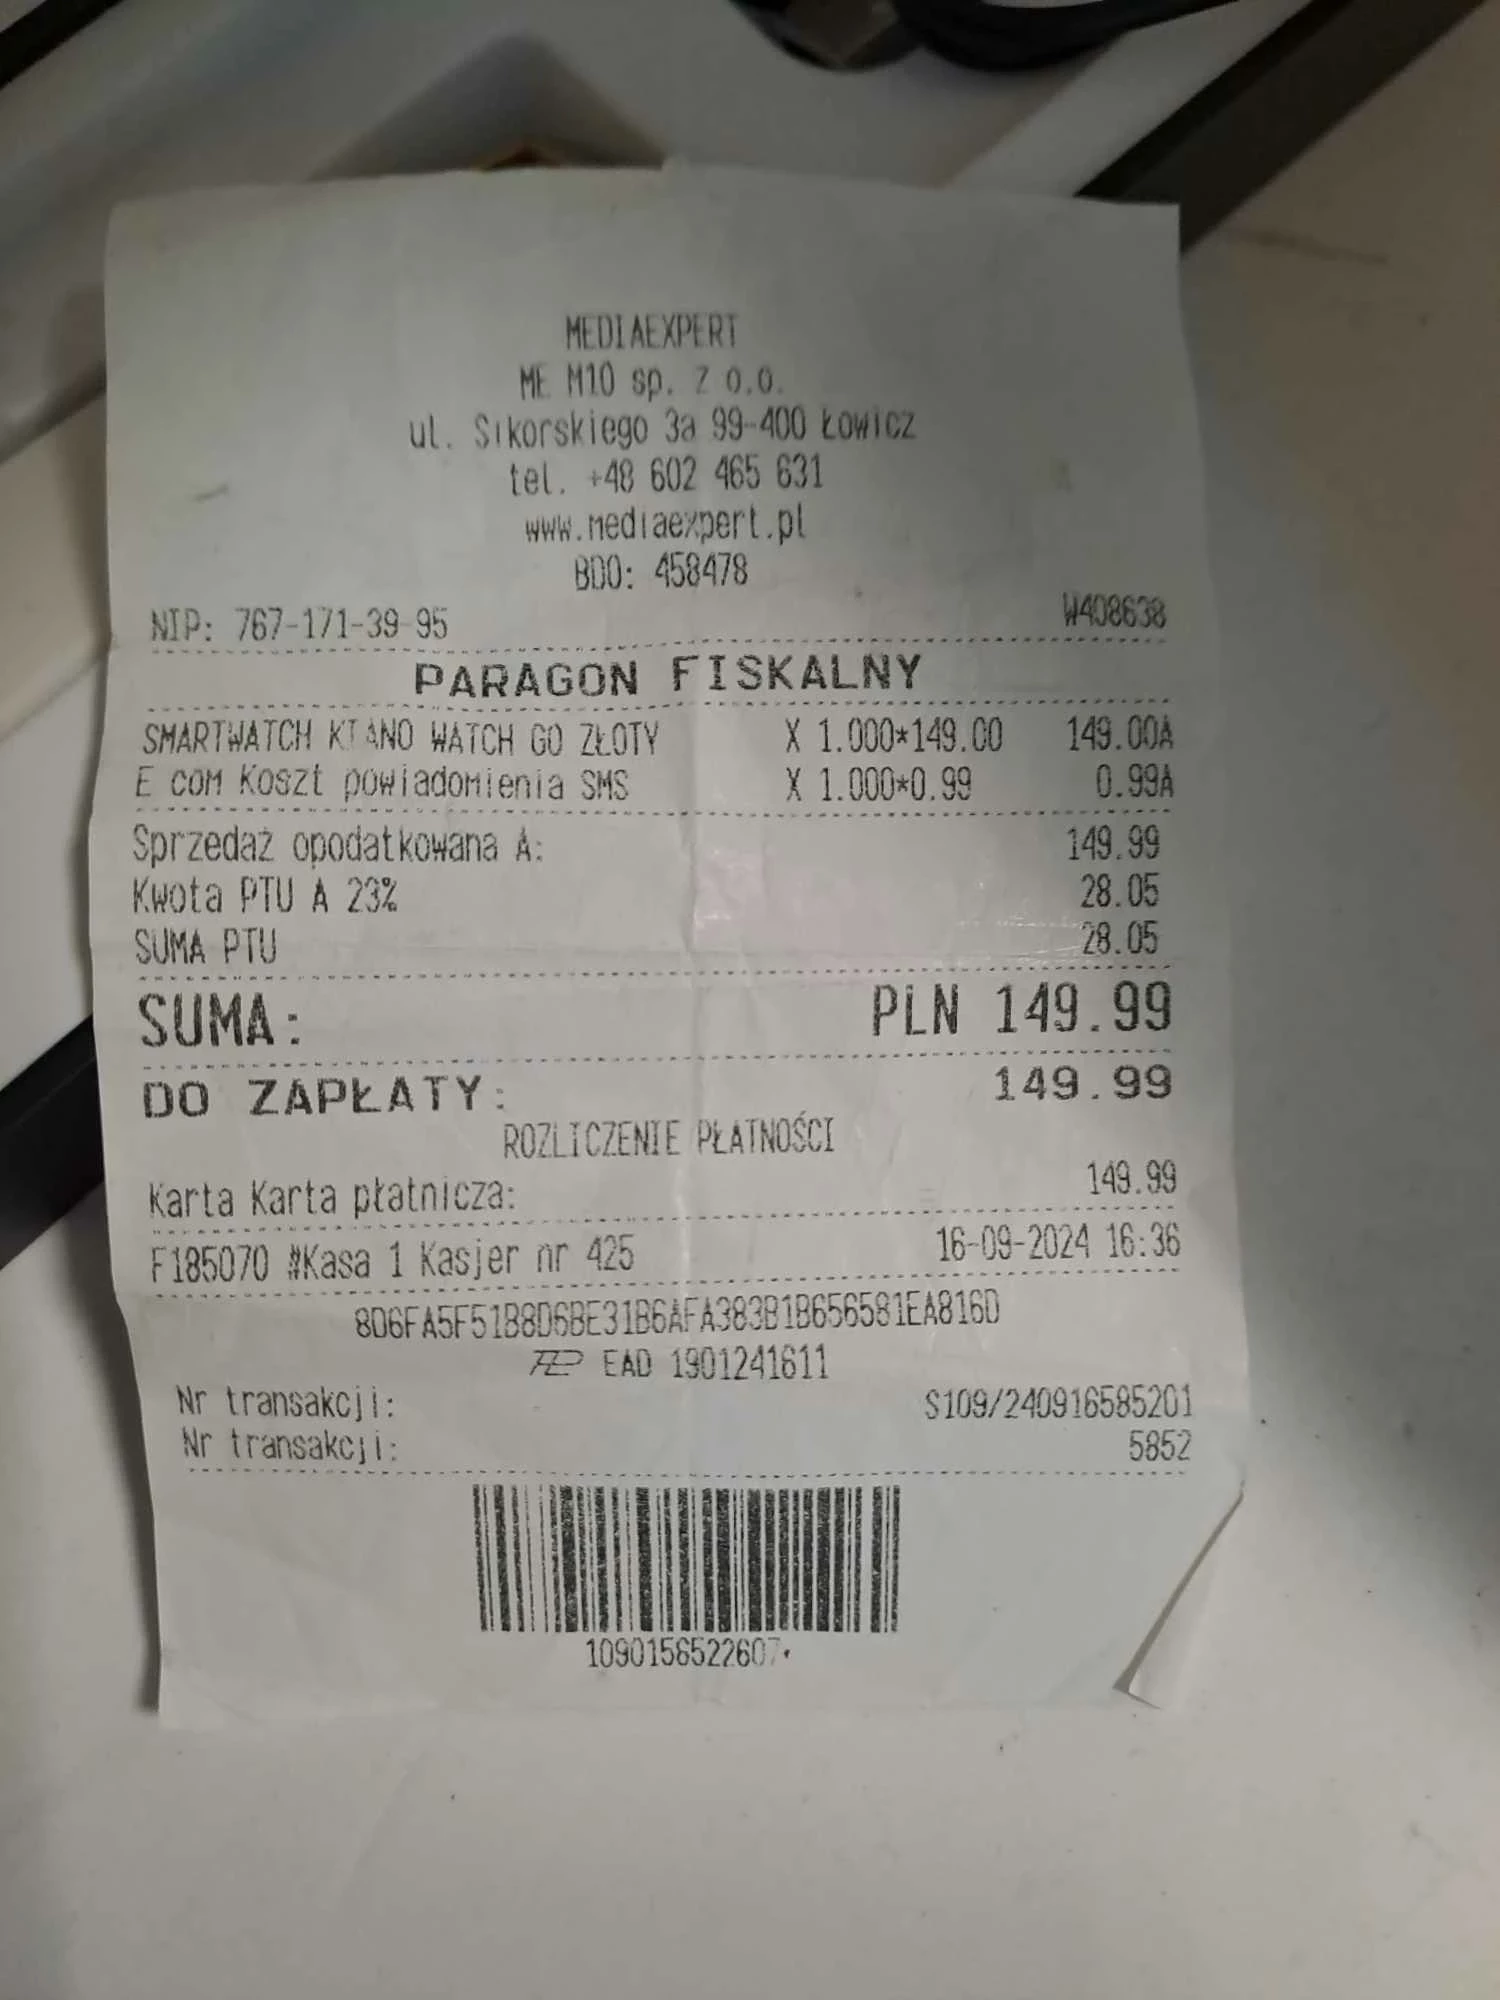 MEDIAEXPERT
ME M10 sp. z o.o.
ul. Sikorskiego 3a 99-400 Łowicz
tel. +48 602 465 631
www.mediaexpert.pl
BDO: 458478
NIP: 767-171-39-95 W408638
PARAGON FISKALNY
SMARTWATCH KIANO WATCH GO ZŁOTY X 1.000*149.00 149.00A
E COM Koszt powiadomienia SMS X 1.000*0.99 0.99A
Sprzedaż opodatkowana A: 149.99
Kwota PTU A 23% 28.05
SUMA PTU 28.05
SUMA: PLN 149.99
DO ZAPŁATY: 149.99
ROZLICZENIE PŁATNOŚCI
Karta Karta płatnicza: 149.99
F185070 #Kasa 1 Kasjer nr 425 16-09-2024 16:36
8D6FA5F51B8D6BE31B6AFA383B1B656581EA816D
EAD 1901241611
Nr transakcji: S109/240916585201
Nr transakcji: 5852
1090156522607